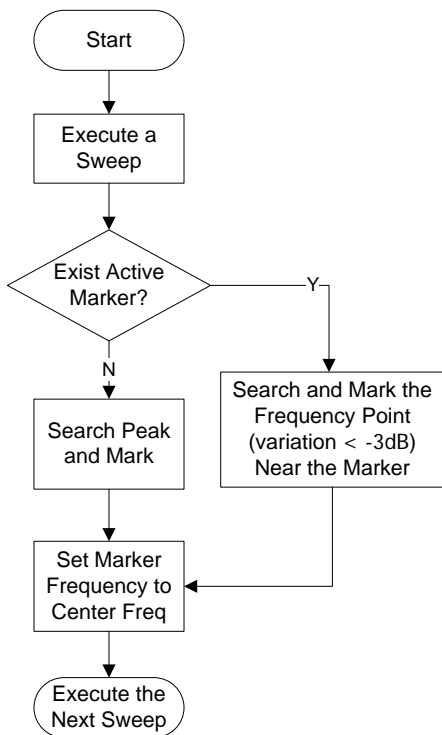 Start
Execute a
Sweep
Exist Active
Marker?
Y
N
Search and Mark the
Frequency Point
(variation < -3dB)
Near the Marker
Search Peak
and Mark
Set Marker
Frequency to
Center Freq
Execute the
Next Sweep